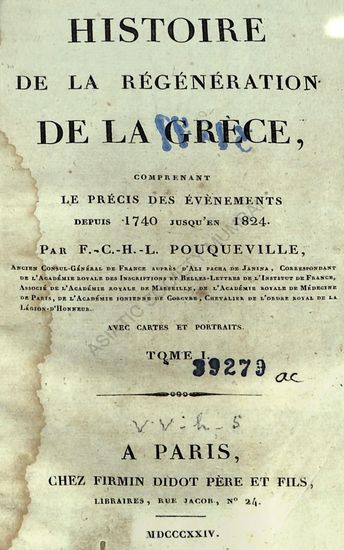 HISTOIRE
DE LA RÉGÉNÉRATION
DE LA GRÈCE,
COMPRENANT
LE PRÉCIS DES ÉVÈNEMENTS
DEPUIS 1740 JUSQU'EN 1824.
PAR F.-C.-H.-L. POUQUEVILLE,
ANCIEN CONSUL-GÉNÉRAL DE FRANCE AUPRÈS D'ALI PACHA DE JANINA, CORRESPONDANT
DE L'ACADÉMIE ROYALE DES INSCRIPTIONS ET BELLES-LETTRES DE L'INSTITUT DE FRANCE,
ASSOCIÉ DE L'ACADÉMIE ROYALE DE MARSEILLE, DE L'ACADÉMIE ROYALE DE MÉDECINE
DE PARIS, DE L'ACADÉMIE IONIENNE DE CORCYRE, CHEVALIER DE L'ORDRE ROYAL DE LA
LÉGION-D'HONNEUR.
AVEC CARTES ET PORTRAITS.
TOME I.
39279 ac
V.V.-h-5
A PARIS,
CHEZ FIRMIN DIDOT PÈRE ET FILS,
LIBRAIRES, RUE JACOB, N° 24.
MDCCCXXIV.